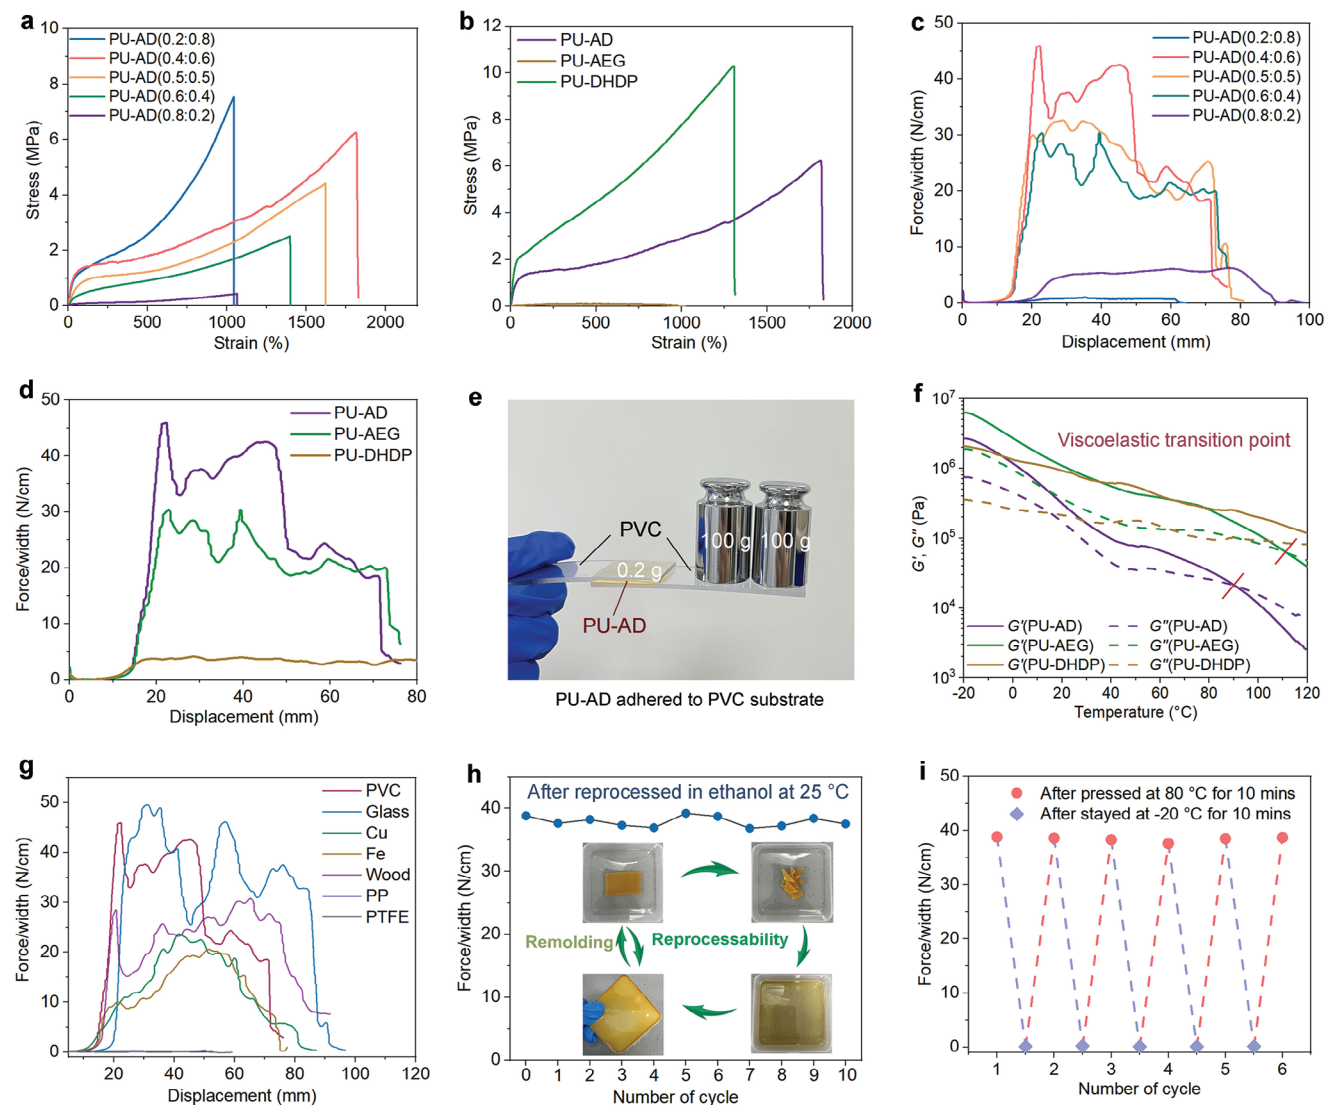 a
Stress (MPa)
10
8
6
4
2
0
PU-AD(0.2:0.8)
PU-AD(0.4:0.6)
PU-AD(0.5:0.5)
PU-AD(0.6:0.4)
PU-AD(0.8:0.2)
0 500 1000 1500 2000
Strain (%)
b
Stress (MPa)
12
10
8
6
4
2
0
PU-AD
PU-AEG
PU-DHDP
0 500 1000 1500 2000
Strain (%)
c
Force/width (N/cm)
50
40
30
20
10
0
PU-AD(0.2:0.8)
PU-AD(0.4:0.6)
PU-AD(0.5:0.5)
PU-AD(0.6:0.4)
PU-AD(0.8:0.2)
0 20 40 60 80 100
Displacement (mm)
d
Force/width (N/cm)
50
40
30
20
10
0
PU-AD
PU-AEG
PU-DHDP
0 20 40 60 80
Displacement (mm)
e
PVC
100 g 100 g
0.2 g
PU-AD
PU-AD adhered to PVC substrate
f
G', G'' (Pa)
10⁷
10⁶
10⁵
10⁴
10³
Viscoelastic transition point
G'(PU-AD) G''(PU-AD)
G'(PU-AEG) G''(PU-AEG)
G'(PU-DHDP) G''(PU-DHDP)
-20 0 20 40 60 80 100 120
Temperature (°C)
g
Force/width (N/cm)
50
40
30
20
10
0
PVC
Glass
Cu
Fe
Wood
PP
PTFE
20 40 60 80 100 120
Displacement (mm)
h
Force/width (N/cm)
40
30
20
10
0
After reprocessed in ethanol at 25 °C
Remolding Reprocessability
0 1 2 3 4 5 6 7 8 9 10
Number of cycle
i
Force/width (N/cm)
50
40
30
20
10
0
After pressed at 80 °C for 10 mins
After stayed at -20 °C for 10 mins
1 2 3 4 5 6
Number of cycle